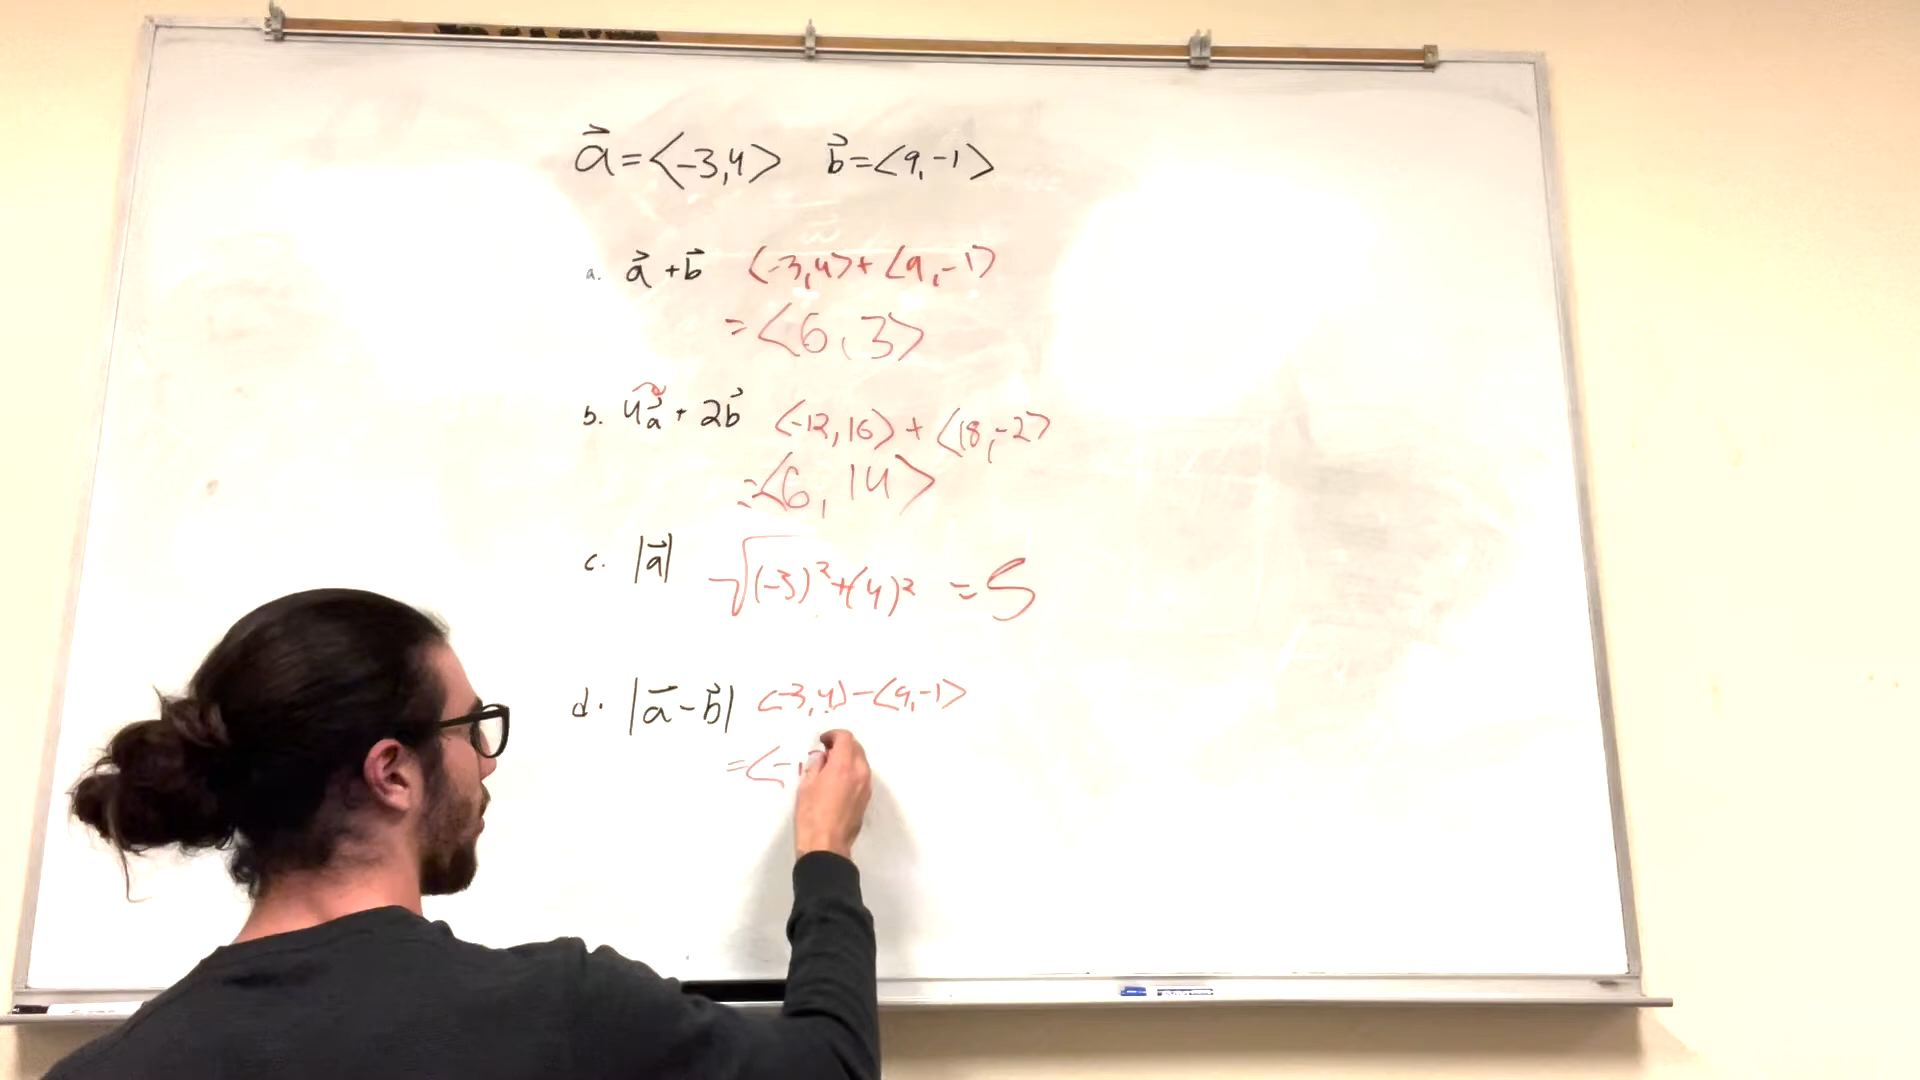 a⃗ = <-3,4> b⃗ = <9,-1>
a. a⃗ + b⃗ <-3,4> + <9,-1>
= <6,3>
b. 4a⃗ + 2b⃗ <-12,16> + <18,-2>
= <6,14>
c. |a⃗| √(-3)² + (4)² = 5
d. |a⃗ - b⃗| <-3,4> - <9,-1>
= <-1